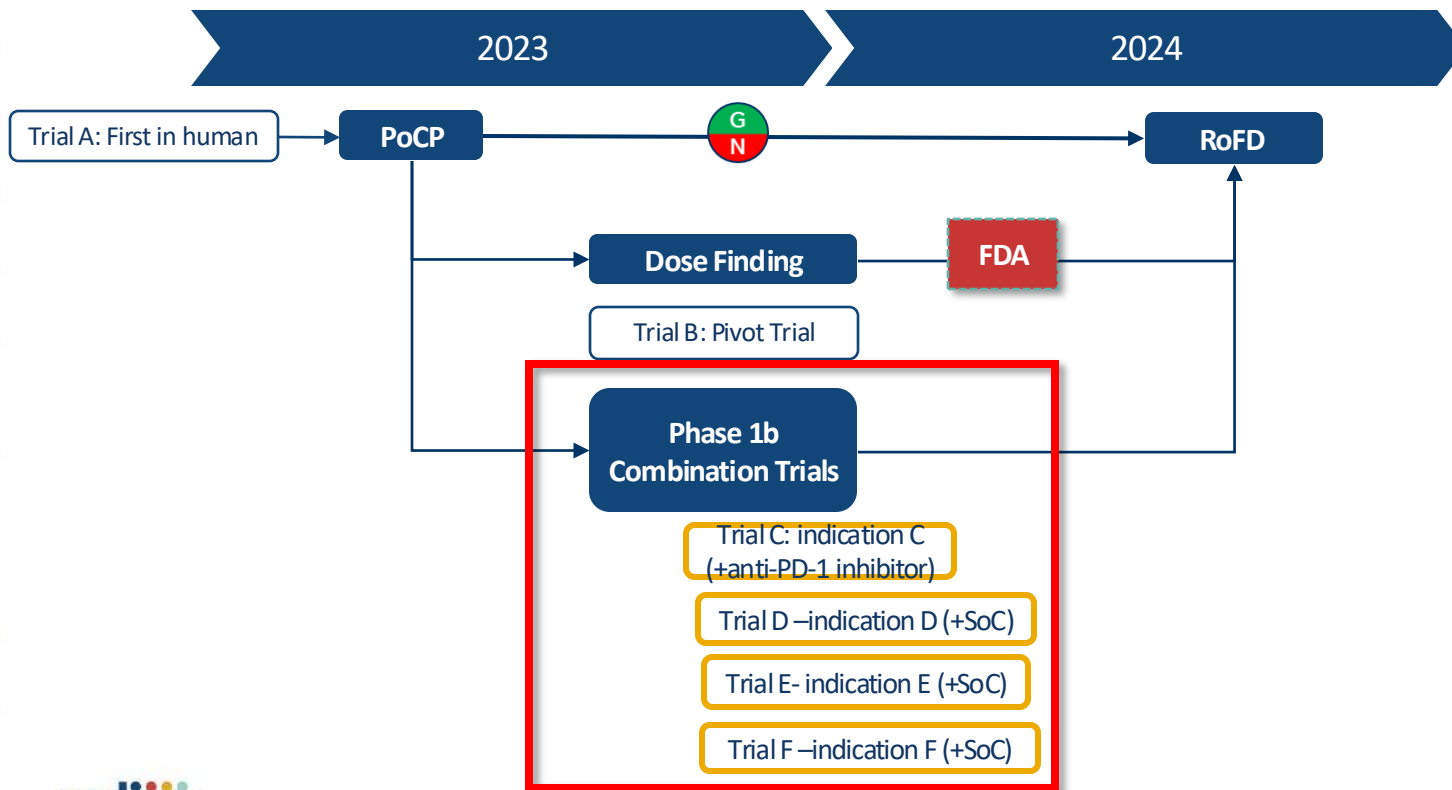 2023
2024
Trial A: First in human
PoCP
G
N
RoFD
Dose Finding
FDA
Trial B: Pivot Trial
Phase 1b
Combination Trials
Trial C: indication C
(+anti-PD-1 inhibitor)
Trial D –indication D (+SoC)
Trial E- indication E (+SoC)
Trial F –indication F (+SoC)